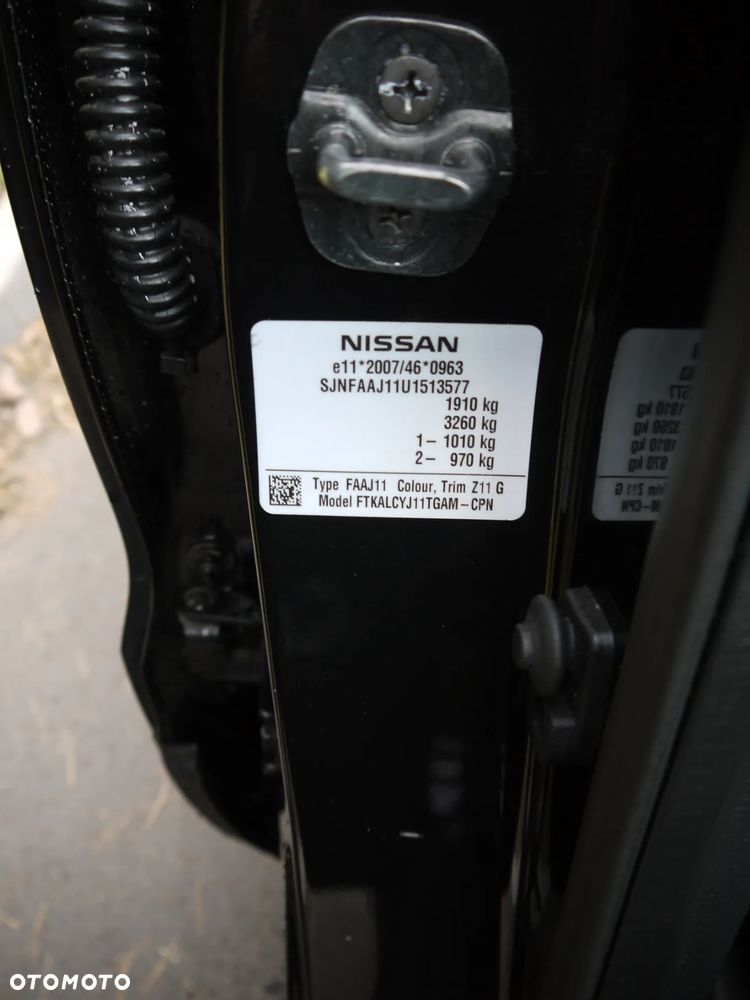 NISSAN
e11*2007/46*0963
SJNFAAJ11U1513577
1910 kg
3260 kg
1– 1010 kg
2– 970 kg
Type FAAJ11 Colour, Trim Z11 G
Model FTKALCYJ11TGAM–CPN
OTOMOTO